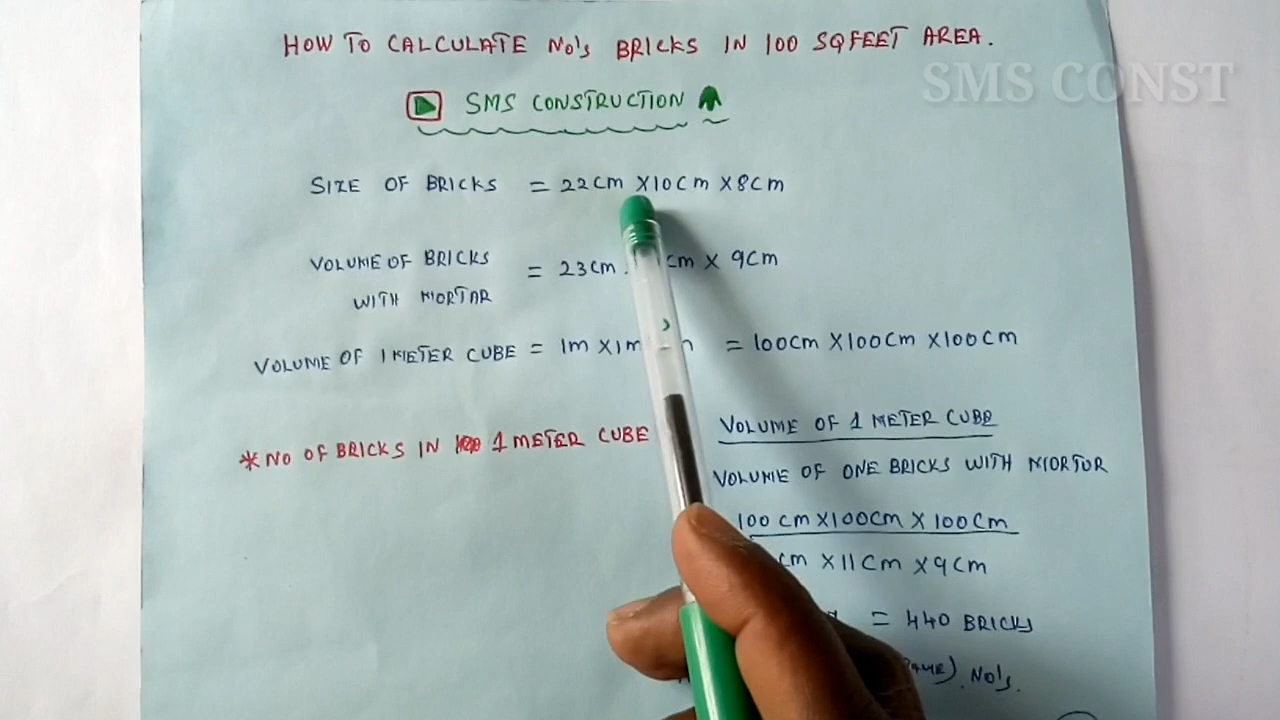 HOW TO CALCULATE No's BRICKS IN 100 SQFEET AREA.
SMS CONST
SMS CONSTRUCTION
SIZE OF BRICKS = 22cm X10cm X8cm
VOLUME OF BRICKS WITH MORTAR = 23cm cm X 9cm
VOLUME OF 1 METER CUBE = 1m X1m = 100cm X100cm X100cm
*NO OF BRICKS IN 1 METER CUBE
VOLUME OF 1 METER CUBE
VOLUME OF ONE BRICKS WITH MORTUR
100 cm X100cm X 100cm
cm X11cm X9cm
= 440 BRICKS
No's.